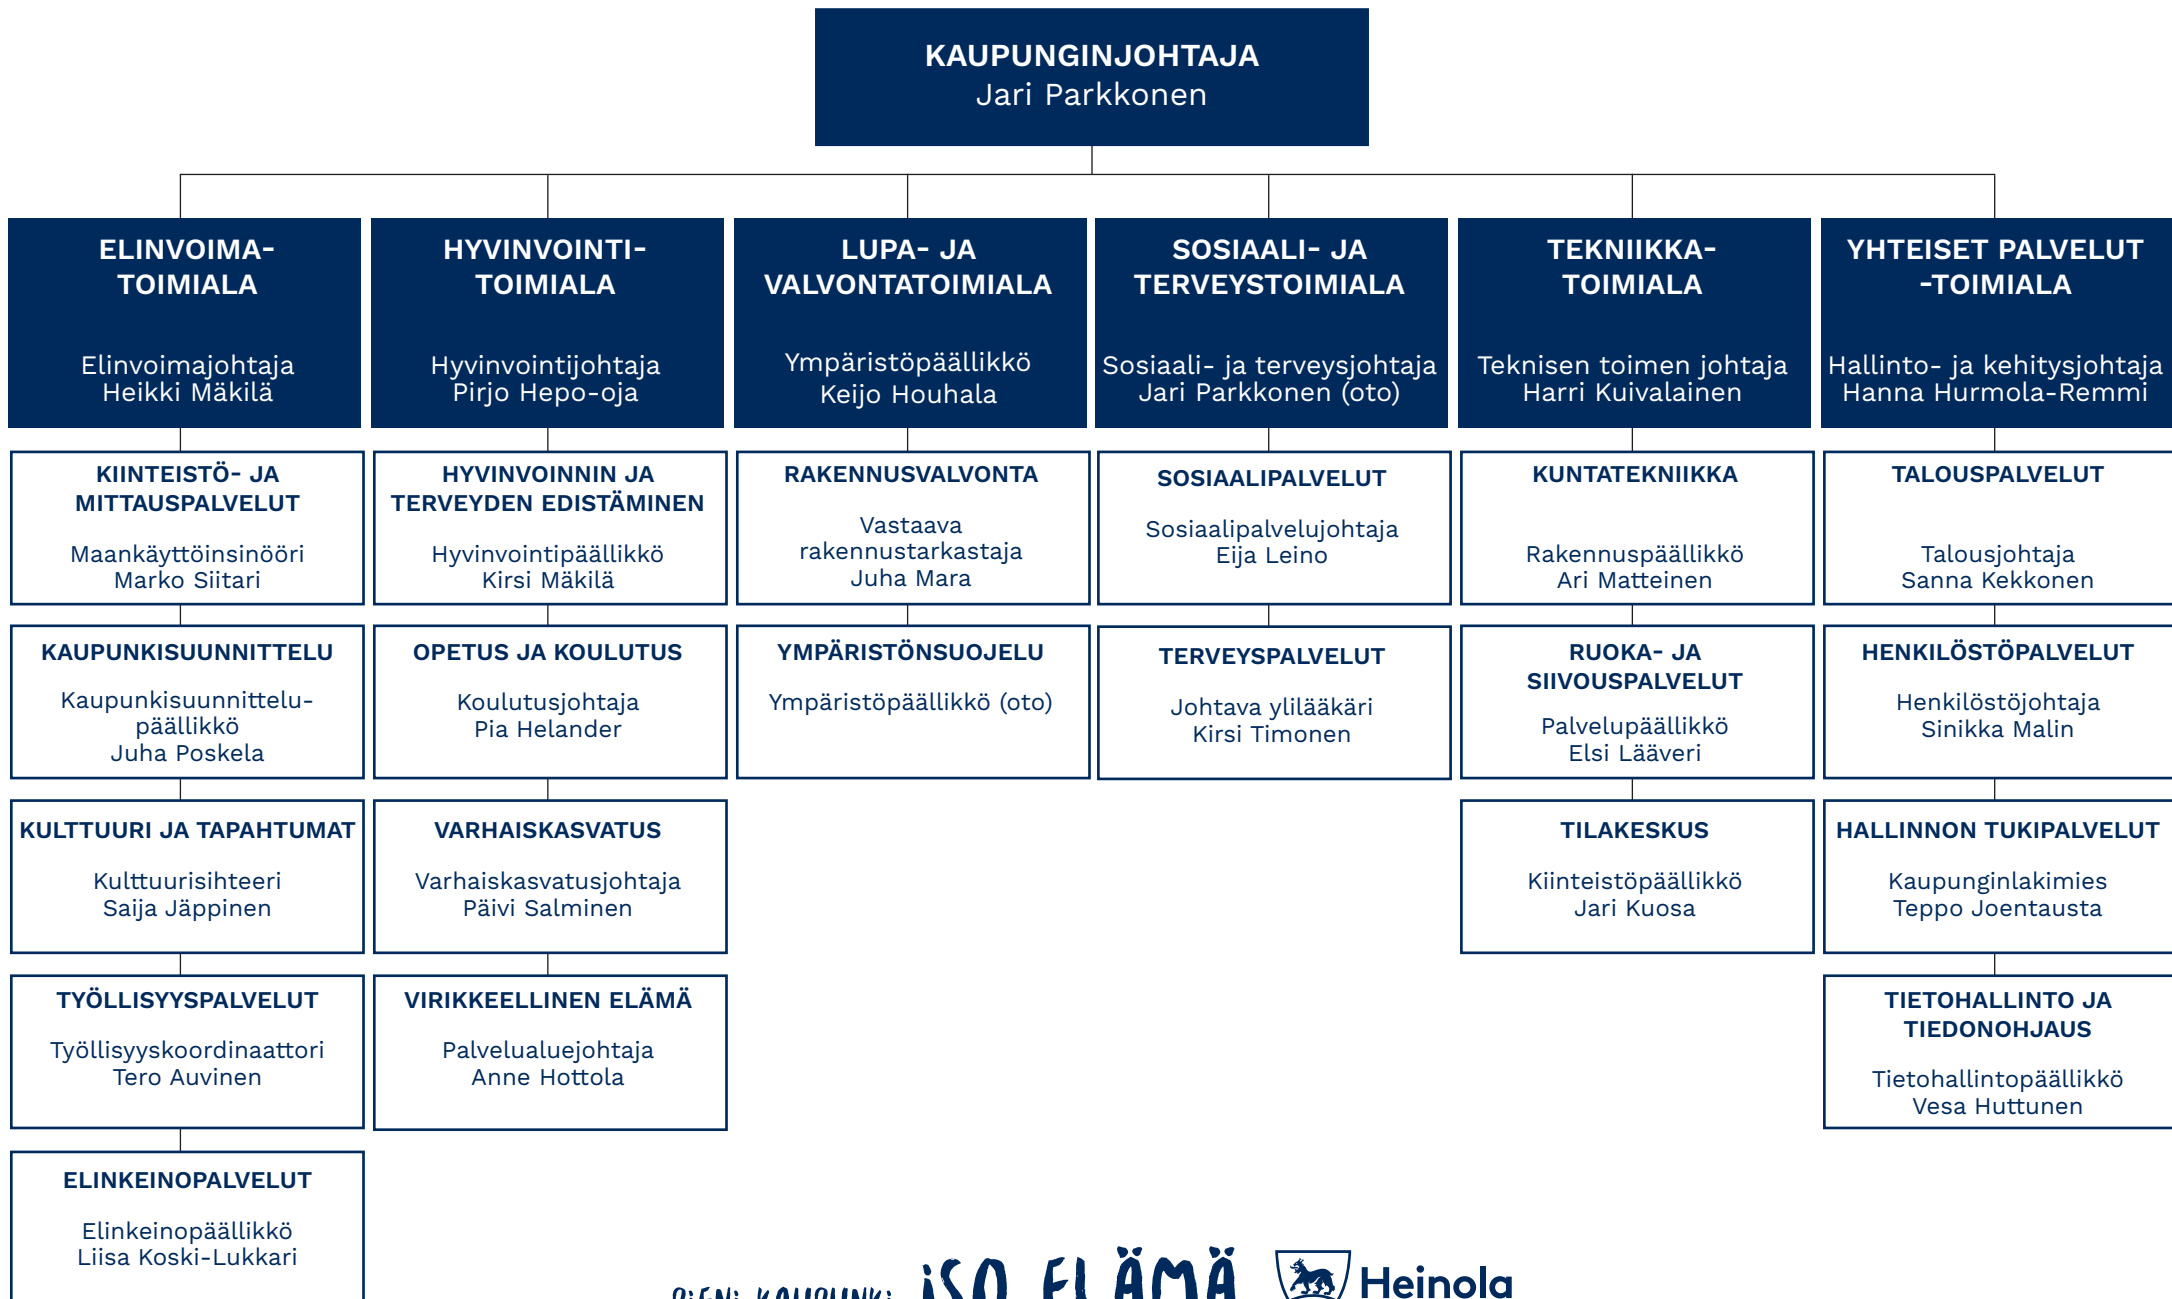 KAUPUNGINJOHTAJA
Jari Parkkonen
ELINVOIMA-
TOIMIALA
Elinvoimajohtaja
Heikki Mäkilä
HYVINVOINTI-
TOIMIALA
Hyvinvointijohtaja
Pirjo Hepo-oja
LUPA- JA
VALVONTATOIMIALA
Ympäristöpäällikkö
Keijo Houhala
SOSIAALI- JA
TERVEYSTOIMIALA
Sosiaali- ja terveysjohtaja
Jari Parkkonen (oto)
TEKNIIKKA-
TOIMIALA
Teknisen toimen johtaja
Harri Kuivalainen
YHTEISET PALVELUT
-TOIMIALA
Hallinto- ja kehitysjohtaja
Hanna Hurmola-Remmi
KIINTEISTÖ- JA
MITTAUSPALVELUT
Maankäyttöinsinööri
Marko Siitari
KAUPUNKISUUNNITTELU
Kaupunkisuunnittelu-
päällikkö
Juha Poskela
KULTTUURI JA TAPAHTUMAT
Kulttuurisihteeri
Saija Jäppinen
TYÖLLISYYSPALVELUT
Työllisyyskoordinaattori
Tero Auvinen
ELINKEINOPALVELUT
Elinkeinopäällikkö
Liisa Koski-Lukkari
HYVINVOINNIN JA
TERVEYDEN EDISTÄMINEN
Hyvinvointipäällikkö
Kirsi Mäkilä
OPETUS JA KOULUTUS
Koulutusjohtaja
Pia Helander
VARHAISKASVATUS
Varhaiskasvatusjohtaja
Päivi Salminen
VIRIKKEELLINEN ELÄMÄ
Palvelualuejohtaja
Anne Hottola
RAKENNUSVALVONTA
Vastaava
rakennustarkastaja
Juha Mara
YMPÄRISTÖNSUOJELU
Ympäristöpäällikkö (oto)
SOSIAALIPALVELUT
Sosiaalipalvelujohtaja
Eija Leino
TERVEYSPALVELUT
Johtava ylilääkäri
Kirsi Timonen
KUNTATEKNIIKKA
Rakennuspäällikkö
Ari Matteinen
RUOKA- JA
SIIVOUSPALVELUT
Palvelupäällikkö
Elsi Lääveri
TILAKESKUS
Kiinteistöpäällikkö
Jari Kuosa
TALOUSPALVELUT
Talousjohtaja
Sanna Kekkonen
HENKILÖSTÖPALVELUT
Henkilöstöjohtaja
Sinikka Malin
HALLINNON TUKIPALVELUT
Kaupunginlakimies
Teppo Joentausta
TIETOHALLINTO JA
TIEDONOHJAUS
Tietohallintopäällikkö
Vesa Huttunen
PIENI KAUPUNKI ISO ELÄMÄ
Heinola